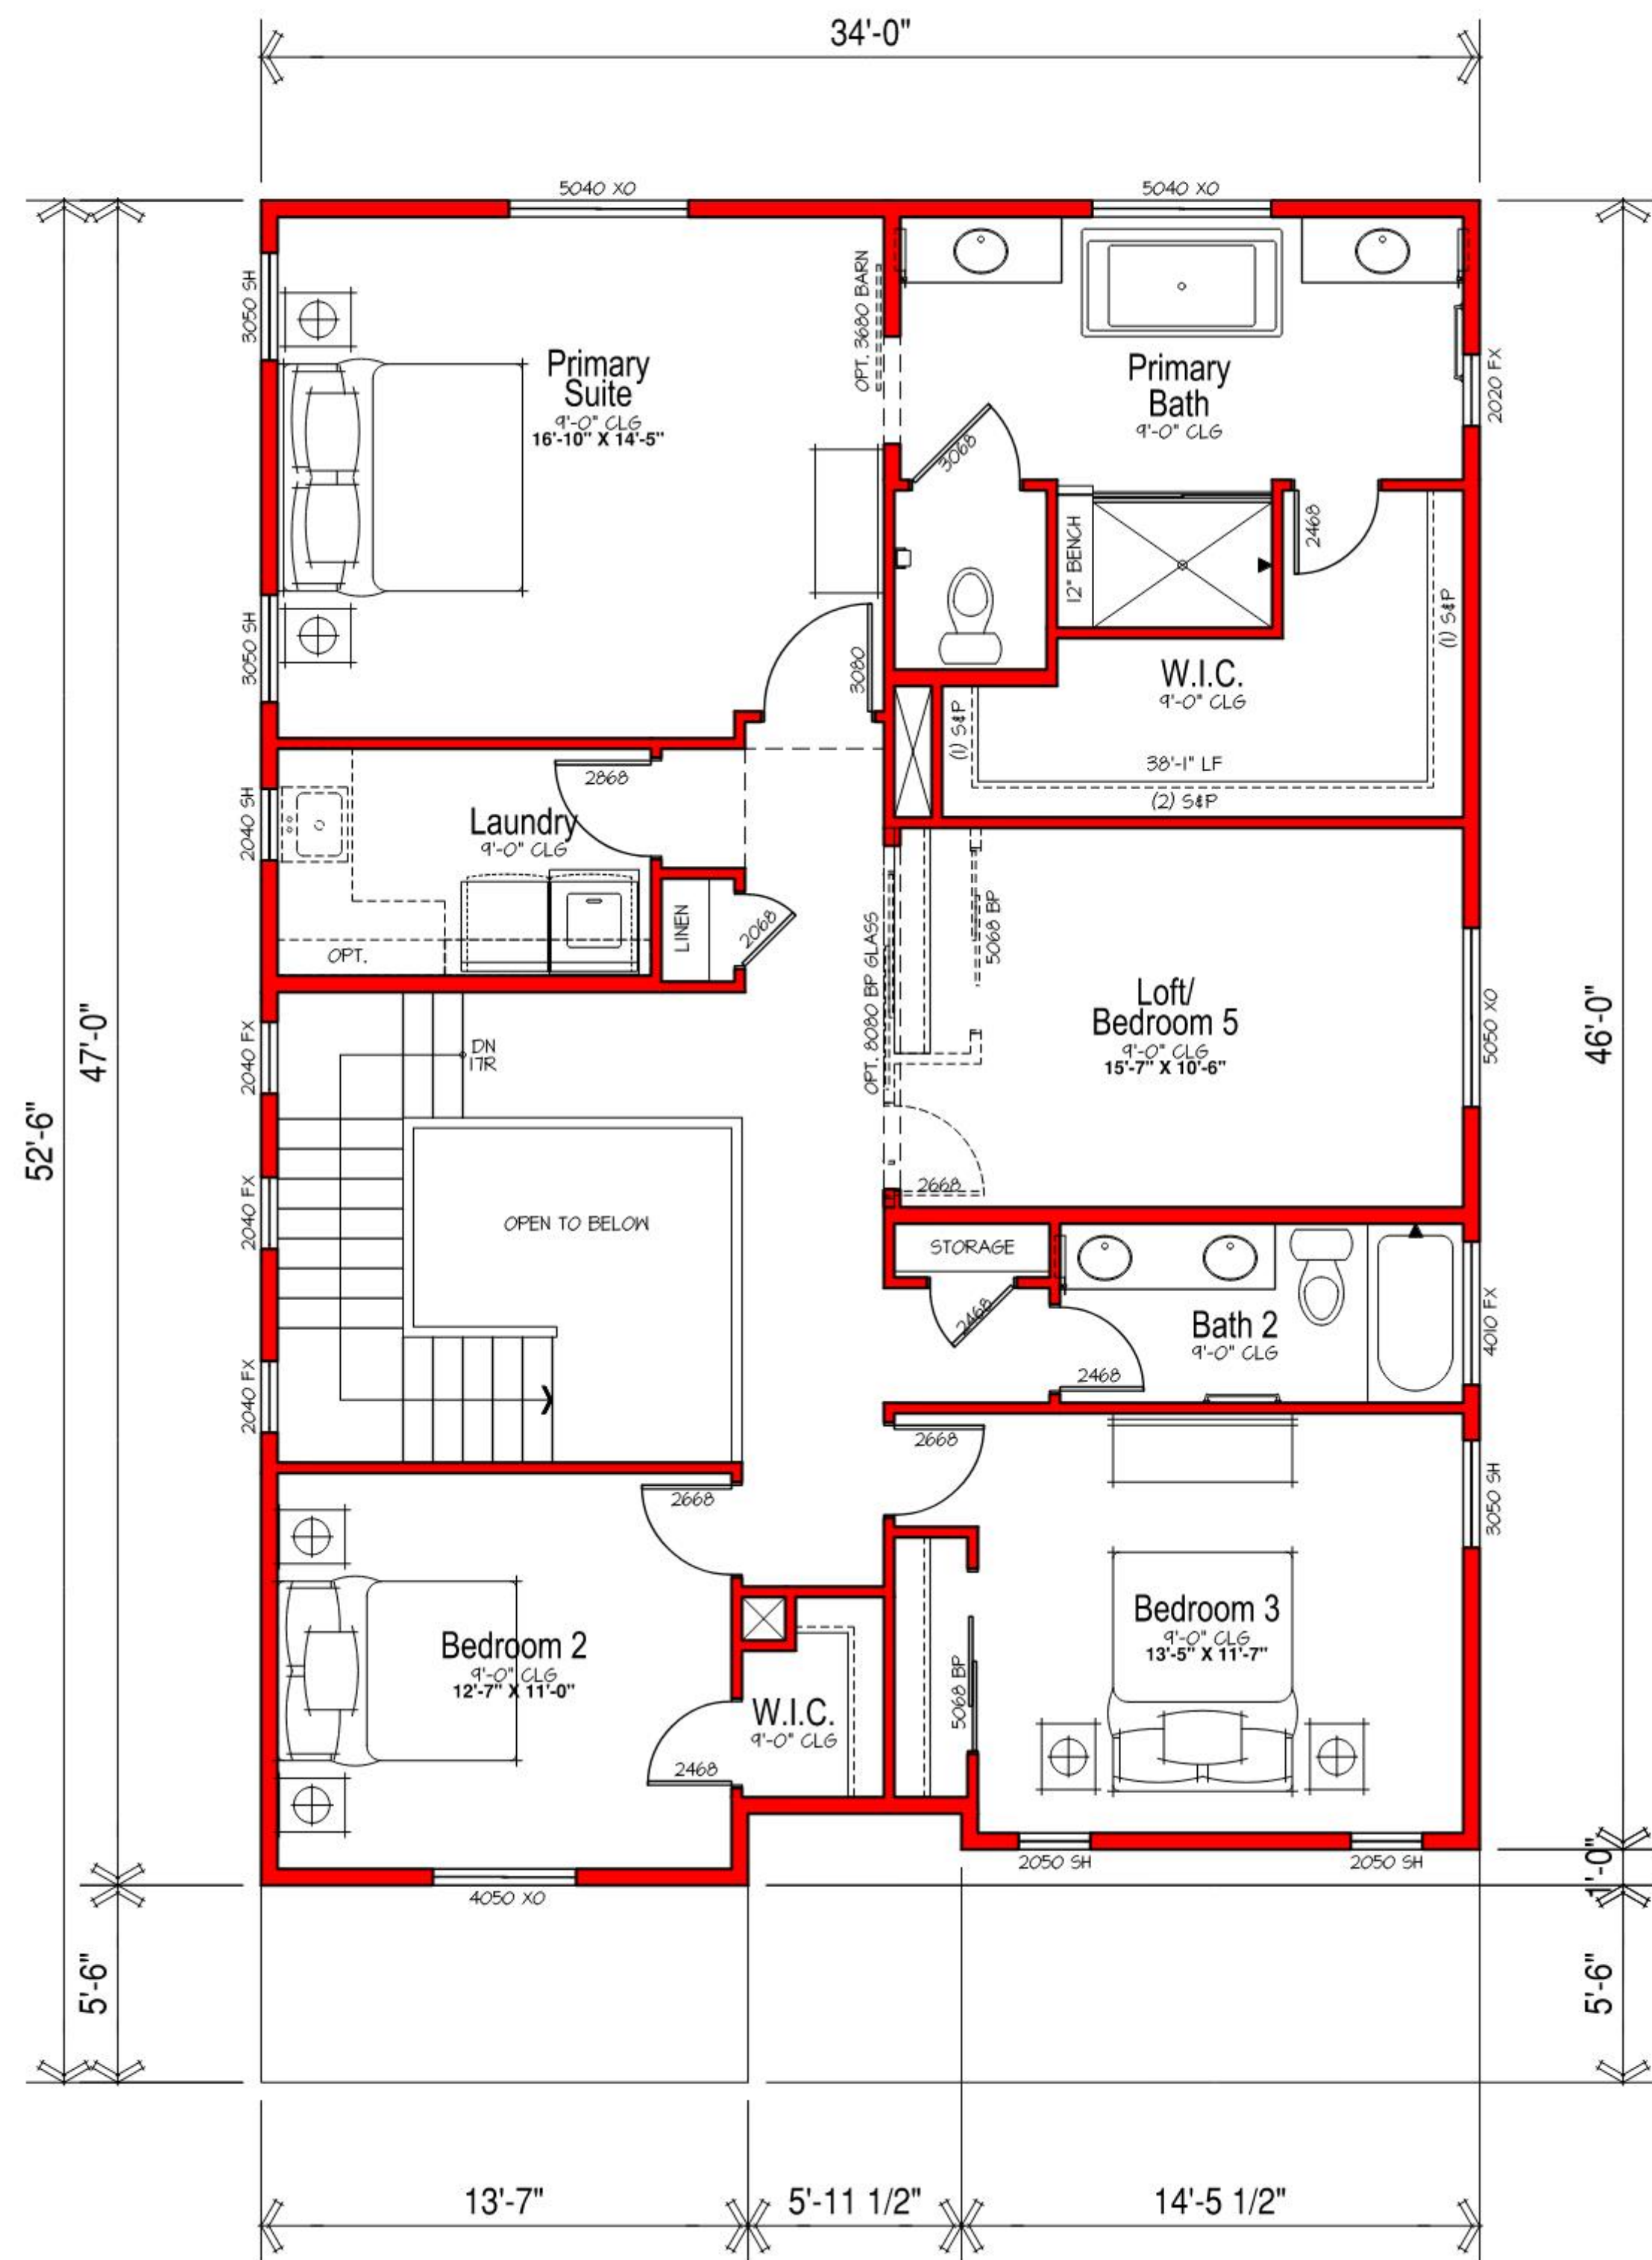 34'-0"
5040 XO
5040 XO
3050 SH
OPT. 3680 BARN
Primary
Suite
9'-0" CLG
16'-10" X 14'-5"
Primary
Bath
9'-0" CLG
2020 FX
3068
12" BENCH
2468
(1) S&P
3050 SH
3080
W.I.C.
9'-0" CLG
(1) S&P
38'-1" LF
(2) S&P
2868
2040 SH
Laundry
9'-0" CLG
OPT.
LINEN
2068
OPT. 8080 BP GLASS
5068 BP
Loft/
Bedroom 5
9'-0" CLG
15'-7" X 10'-6"
5050 XO
46'-0"
47'-0"
52'-6"
2040 FX
DN
17R
2040 FX
OPEN TO BELOW
2668
STORAGE
2468
Bath 2
9'-0" CLG
4010 FX
2468
2040 FX
2668
3050 SH
2668
Bedroom 2
9'-0" CLG
12'-7" X 11'-0"
2468
W.I.C.
9'-0" CLG
5068 BP
Bedroom 3
9'-0" CLG
13'-5" X 11'-7"
2050 SH
2050 SH
1'-0"
4050 XO
5'-6"
5'-6"
13'-7"
5'-11 1/2"
14'-5 1/2"